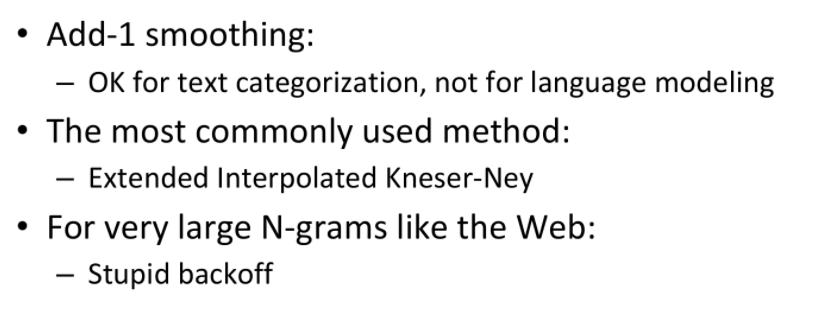 • Add-1 smoothing:
– OK for text categorization, not for language modeling
• The most commonly used method:
– Extended Interpolated Kneser-Ney
• For very large N-grams like the Web:
– Stupid backoff